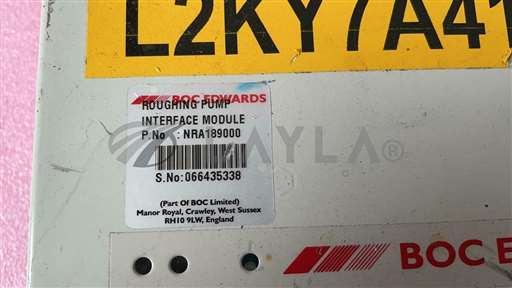 L2KY7A41
BOC EDWARDS
ROUGHING PUMP
INTERFACE MODULE
P.No : NRA189000
S.No:066435338
(Part Of BOC Limited)
Manor Royal, Crawley, West Sussex
RH10 9LW, England
BOC EDWA